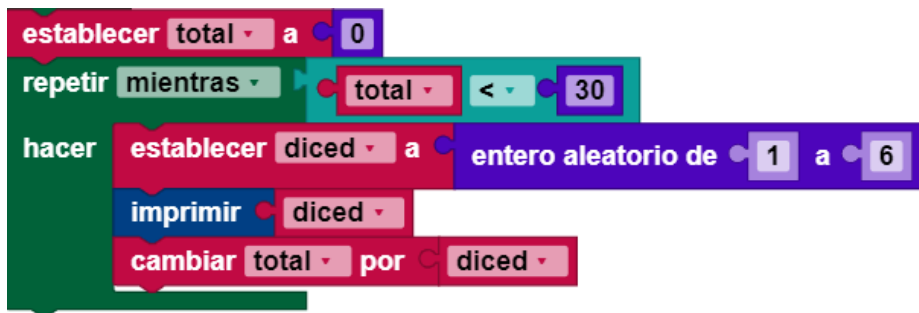 establecer total a 0
repetir mientras total < 30
hacer establecer diced a entero aleatorio de 1 a 6
imprimir diced
cambiar total por diced